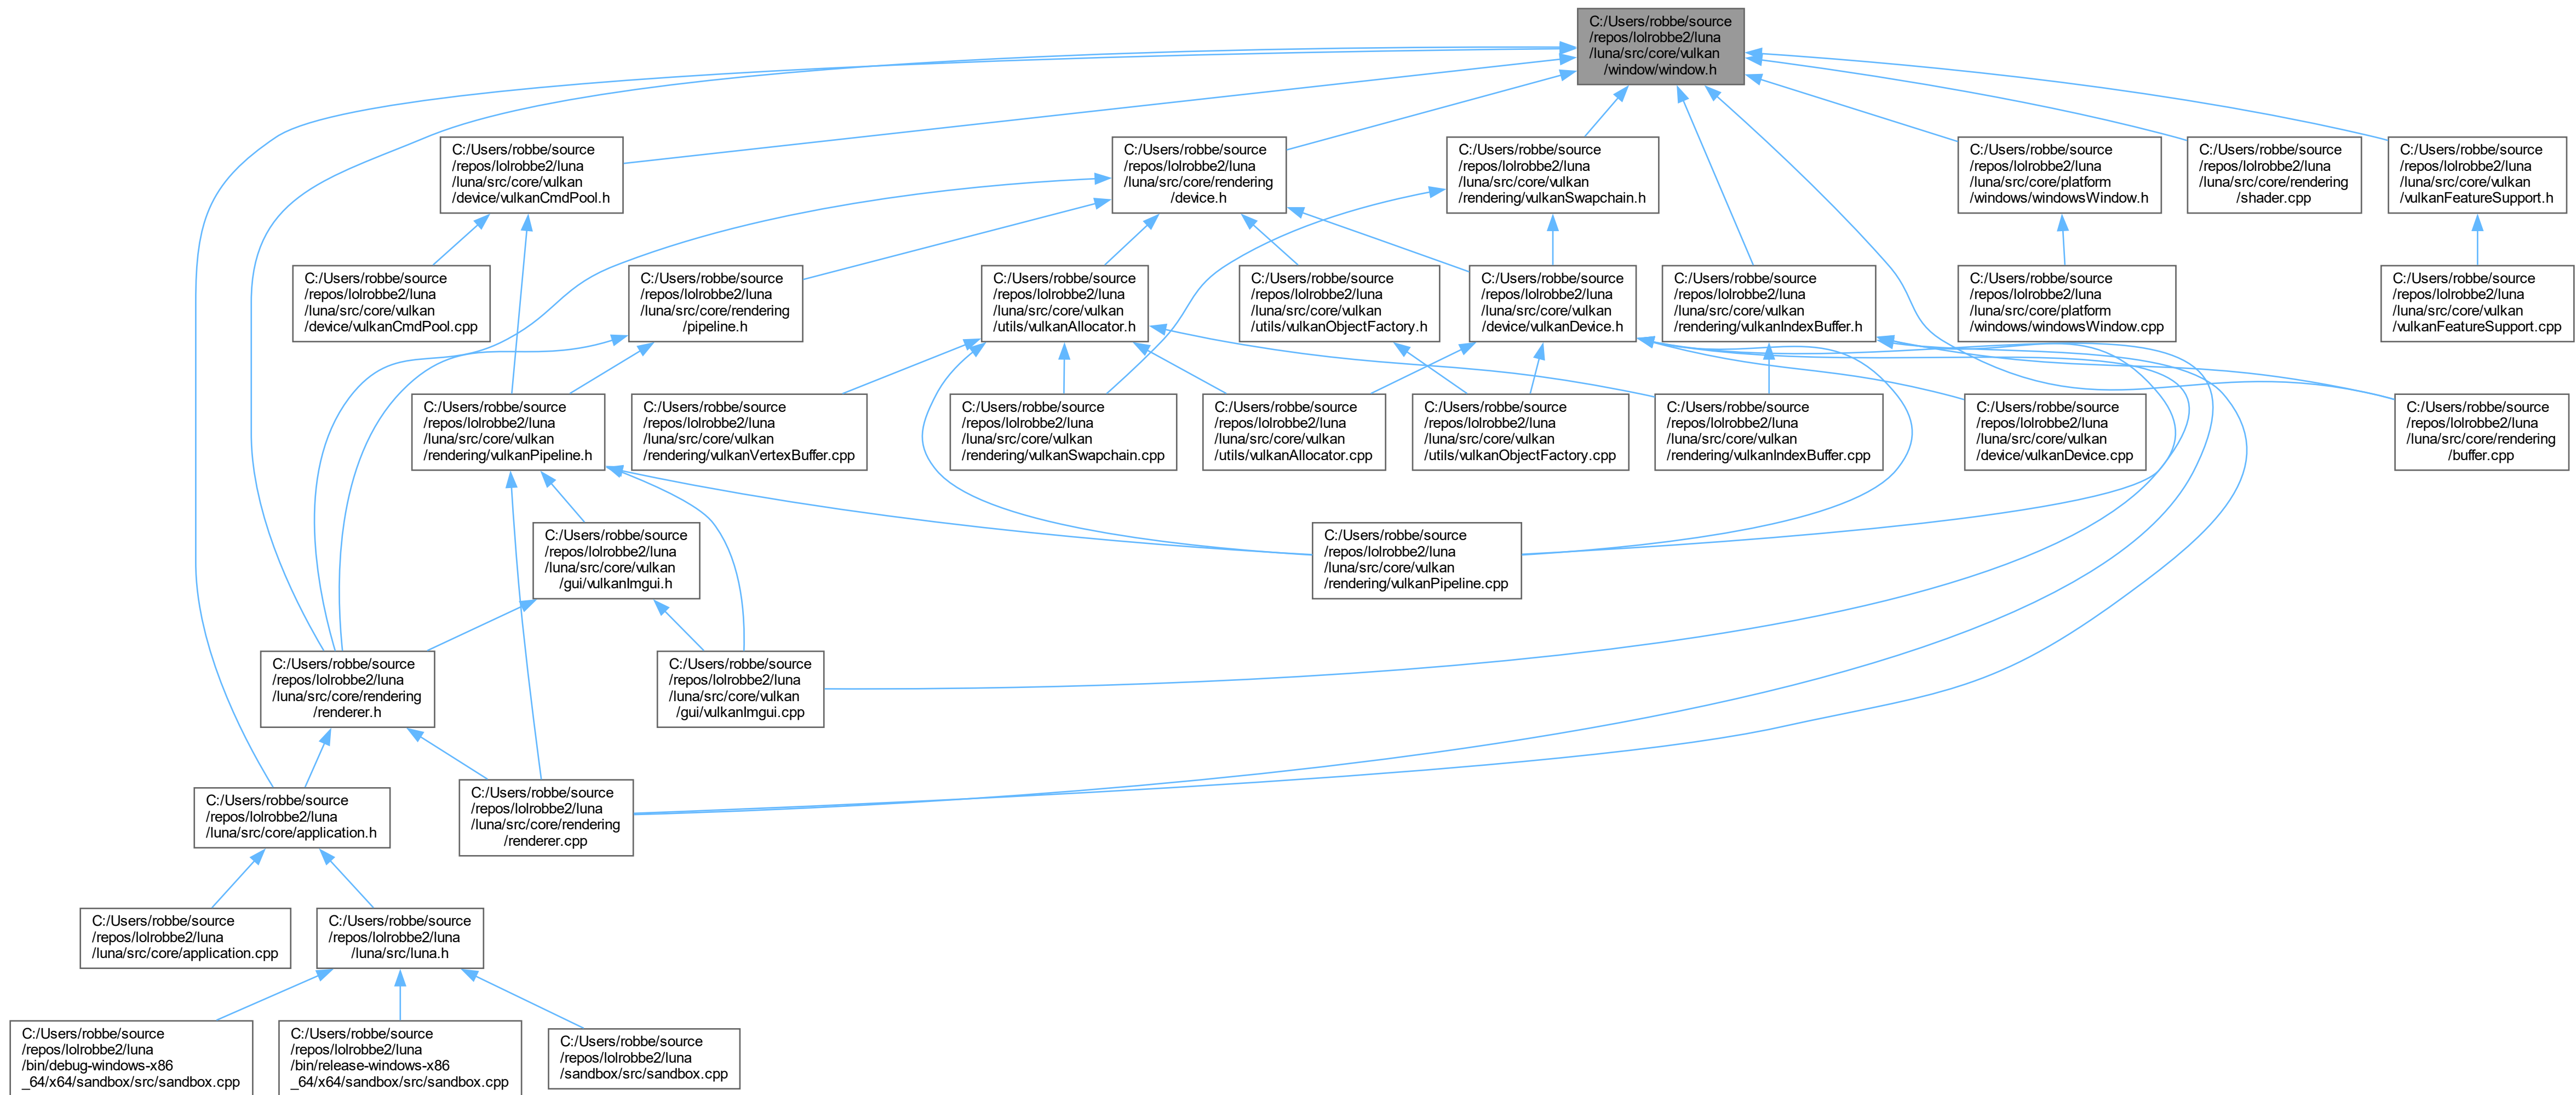 C:/Users/robbe/source
/repos/lolrobbe2/luna
/luna/src/core/vulkan
/window/window.h
C:/Users/robbe/source
/repos/lolrobbe2/luna
/luna/src/core/vulkan
/device/vulkanCmdPool.h
C:/Users/robbe/source
/repos/lolrobbe2/luna
/luna/src/core/rendering
/device.h
C:/Users/robbe/source
/repos/lolrobbe2/luna
/luna/src/core/vulkan
/rendering/vulkanSwapchain.h
C:/Users/robbe/source
/repos/lolrobbe2/luna
/luna/src/core/platform
/windows/windowsWindow.h
C:/Users/robbe/source
/repos/lolrobbe2/luna
/luna/src/core/rendering
/shader.cpp
C:/Users/robbe/source
/repos/lolrobbe2/luna
/luna/src/core/vulkan
/vulkanFeatureSupport.h
C:/Users/robbe/source
/repos/lolrobbe2/luna
/luna/src/core/vulkan
/device/vulkanCmdPool.cpp
C:/Users/robbe/source
/repos/lolrobbe2/luna
/luna/src/core/rendering
/pipeline.h
C:/Users/robbe/source
/repos/lolrobbe2/luna
/luna/src/core/vulkan
/utils/vulkanAllocator.h
C:/Users/robbe/source
/repos/lolrobbe2/luna
/luna/src/core/vulkan
/utils/vulkanObjectFactory.h
C:/Users/robbe/source
/repos/lolrobbe2/luna
/luna/src/core/vulkan
/device/vulkanDevice.h
C:/Users/robbe/source
/repos/lolrobbe2/luna
/luna/src/core/vulkan
/rendering/vulkanIndexBuffer.h
C:/Users/robbe/source
/repos/lolrobbe2/luna
/luna/src/core/platform
/windows/windowsWindow.cpp
C:/Users/robbe/source
/repos/lolrobbe2/luna
/luna/src/core/vulkan
/vulkanFeatureSupport.cpp
C:/Users/robbe/source
/repos/lolrobbe2/luna
/luna/src/core/vulkan
/rendering/vulkanPipeline.h
C:/Users/robbe/source
/repos/lolrobbe2/luna
/luna/src/core/vulkan
/rendering/vulkanVertexBuffer.cpp
C:/Users/robbe/source
/repos/lolrobbe2/luna
/luna/src/core/vulkan
/rendering/vulkanSwapchain.cpp
C:/Users/robbe/source
/repos/lolrobbe2/luna
/luna/src/core/vulkan
/utils/vulkanAllocator.cpp
C:/Users/robbe/source
/repos/lolrobbe2/luna
/luna/src/core/vulkan
/utils/vulkanObjectFactory.cpp
C:/Users/robbe/source
/repos/lolrobbe2/luna
/luna/src/core/vulkan
/rendering/vulkanIndexBuffer.cpp
C:/Users/robbe/source
/repos/lolrobbe2/luna
/luna/src/core/vulkan
/device/vulkanDevice.cpp
C:/Users/robbe/source
/repos/lolrobbe2/luna
/luna/src/core/rendering
/buffer.cpp
C:/Users/robbe/source
/repos/lolrobbe2/luna
/luna/src/core/vulkan
/gui/vulkanImgui.h
C:/Users/robbe/source
/repos/lolrobbe2/luna
/luna/src/core/vulkan
/rendering/vulkanPipeline.cpp
C:/Users/robbe/source
/repos/lolrobbe2/luna
/luna/src/core/rendering
/renderer.h
C:/Users/robbe/source
/repos/lolrobbe2/luna
/luna/src/core/vulkan
/gui/vulkanImgui.cpp
C:/Users/robbe/source
/repos/lolrobbe2/luna
/luna/src/core/application.h
C:/Users/robbe/source
/repos/lolrobbe2/luna
/luna/src/core/rendering
/renderer.cpp
C:/Users/robbe/source
/repos/lolrobbe2/luna
/luna/src/core/application.cpp
C:/Users/robbe/source
/repos/lolrobbe2/luna
/luna/src/luna.h
C:/Users/robbe/source
/repos/lolrobbe2/luna
/bin/debug-windows-x86
_64/x64/sandbox/src/sandbox.cpp
C:/Users/robbe/source
/repos/lolrobbe2/luna
/bin/release-windows-x86
_64/x64/sandbox/src/sandbox.cpp
C:/Users/robbe/source
/repos/lolrobbe2/luna
/sandbox/src/sandbox.cpp